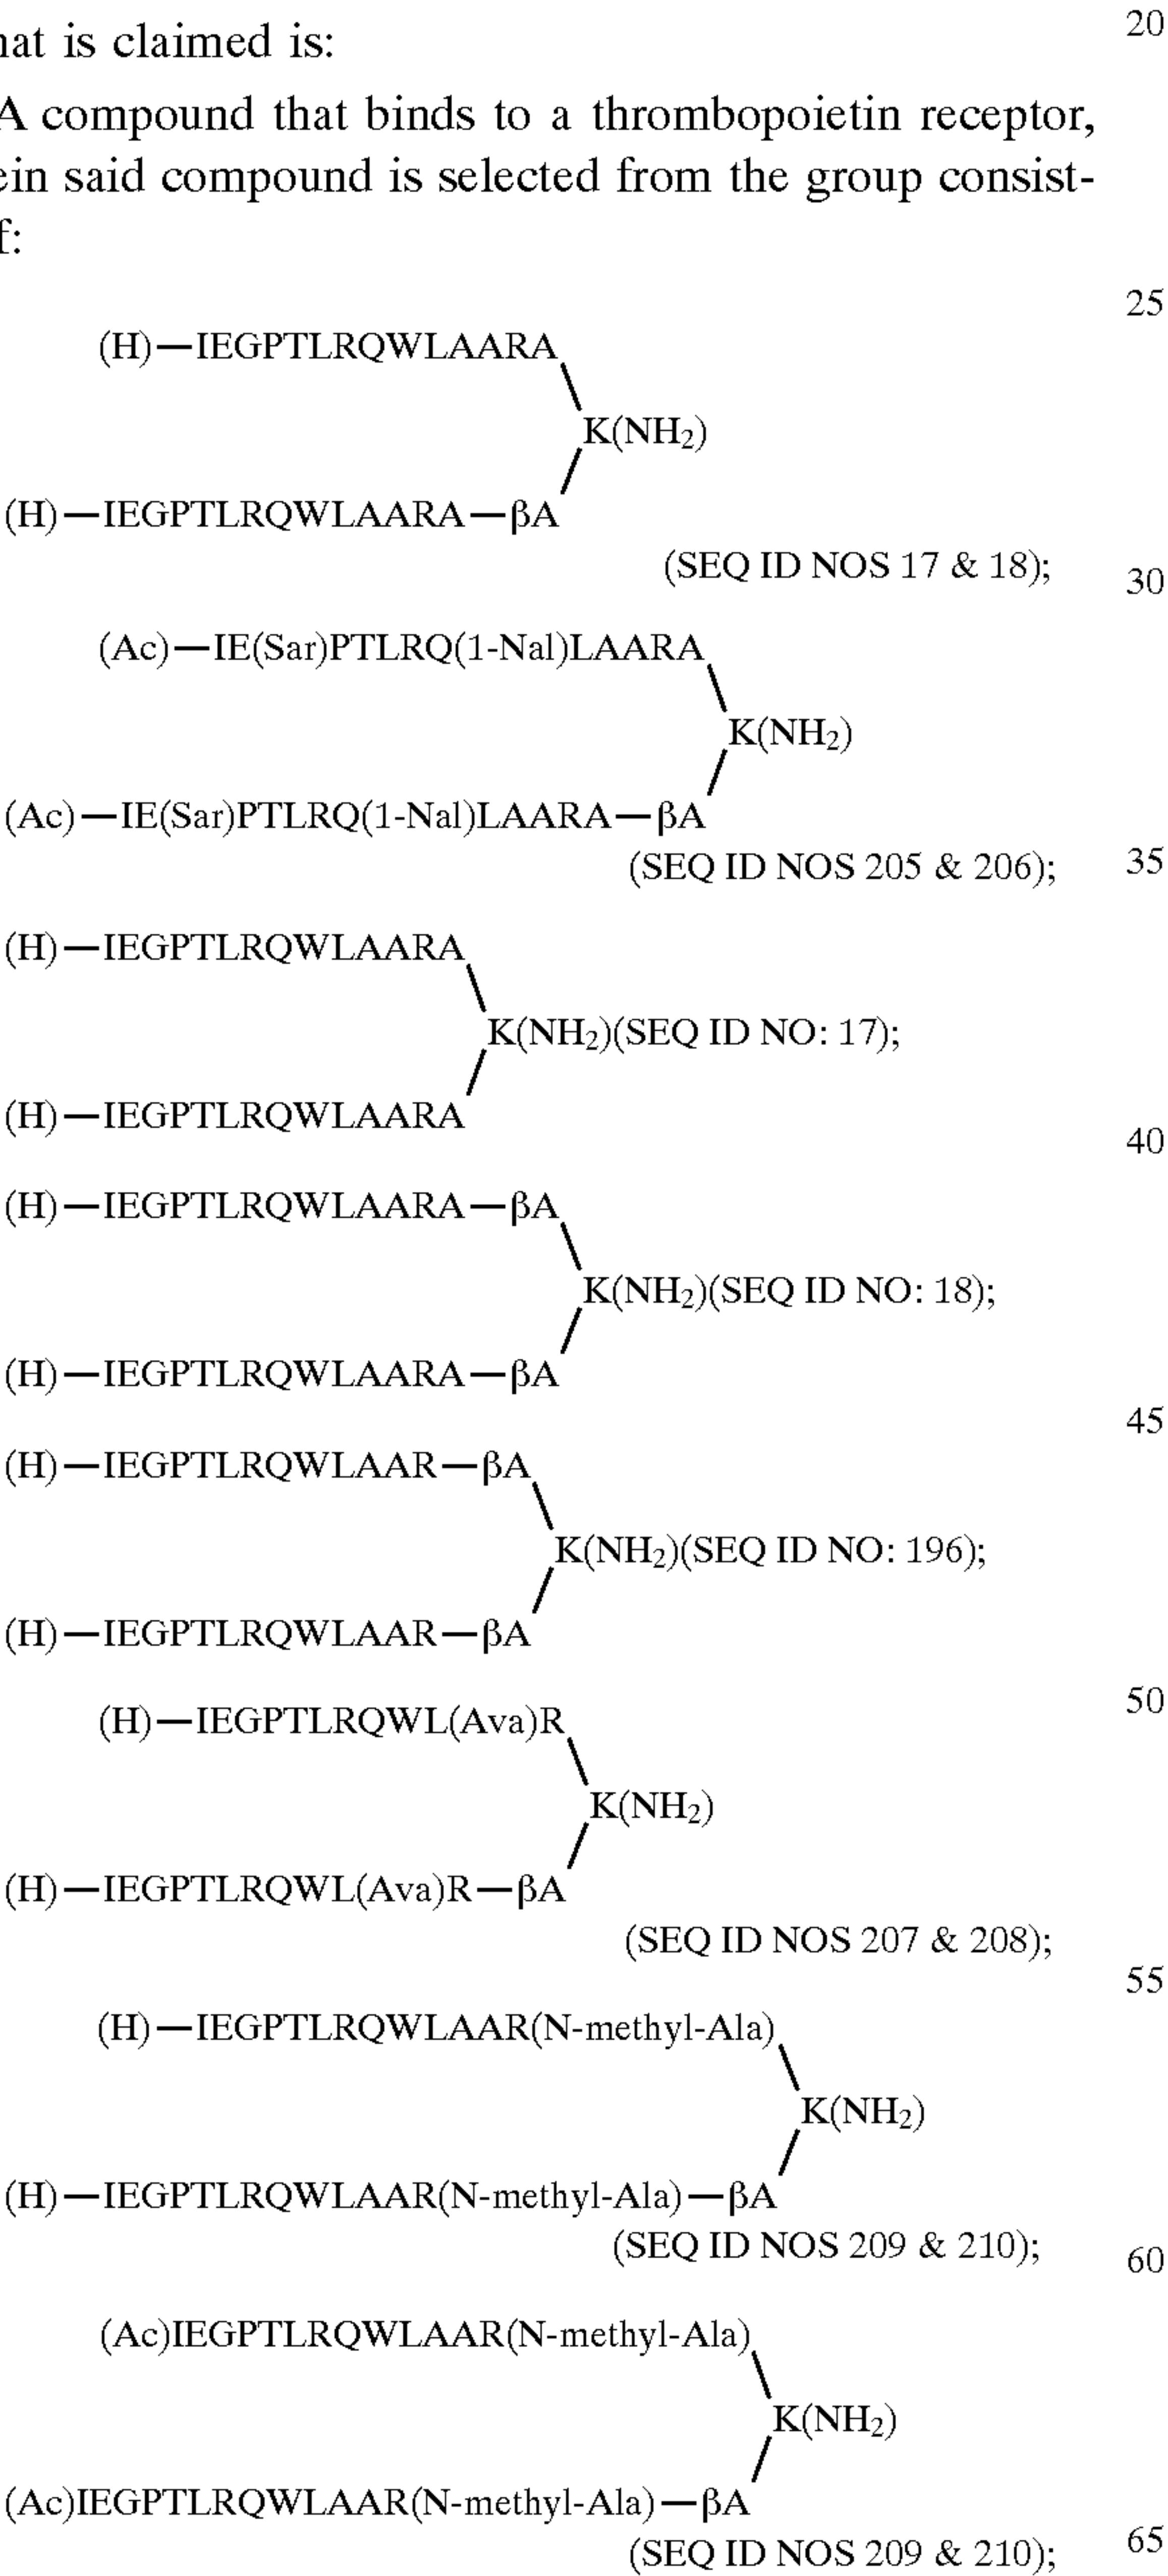 hat is claimed is:
20
A compound that binds to a thrombopoietin receptor,
ein said compound is selected from the group consist-
f:
25
(H)—IEGPTLRQWLAARA
K(NH₂)
(H)—IEGPTLRQWLAARA—βA
(SEQ ID NOS 17 & 18);
30
(Ac)—IE(Sar)PTLRQ(1-Nal)LAARA
K(NH₂)
(Ac)—IE(Sar)PTLRQ(1-Nal)LAARA—βA
(SEQ ID NOS 205 & 206);
35
(H)—IEGPTLRQWLAARA
K(NH₂)(SEQ ID NO: 17);
(H)—IEGPTLRQWLAARA
40
(H)—IEGPTLRQWLAARA—βA
K(NH₂)(SEQ ID NO: 18);
(H)—IEGPTLRQWLAARA—βA
45
(H)—IEGPTLRQWLAAR—βA
K(NH₂)(SEQ ID NO: 196);
(H)—IEGPTLRQWLAAR—βA
50
(H)—IEGPTLRQWL(Ava)R
K(NH₂)
(H)—IEGPTLRQWL(Ava)R—βA
(SEQ ID NOS 207 & 208);
55
(H)—IEGPTLRQWLAAR(N-methyl-Ala)
K(NH₂)
(H)—IEGPTLRQWLAAR(N-methyl-Ala)—βA
(SEQ ID NOS 209 & 210);
60
(Ac)IEGPTLRQWLAAR(N-methyl-Ala)
K(NH₂)
(Ac)IEGPTLRQWLAAR(N-methyl-Ala)—βA
(SEQ ID NOS 209 & 210);
65